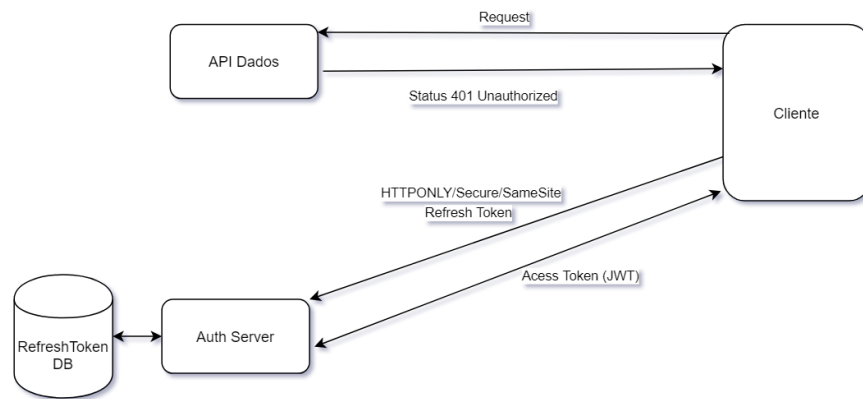 Request
API Dados
Status 401 Unauthorized
Cliente
HTTPONLY/Secure/SameSite
Refresh Token
Acess Token (JWT)
Auth Server
RefreshToken
DB